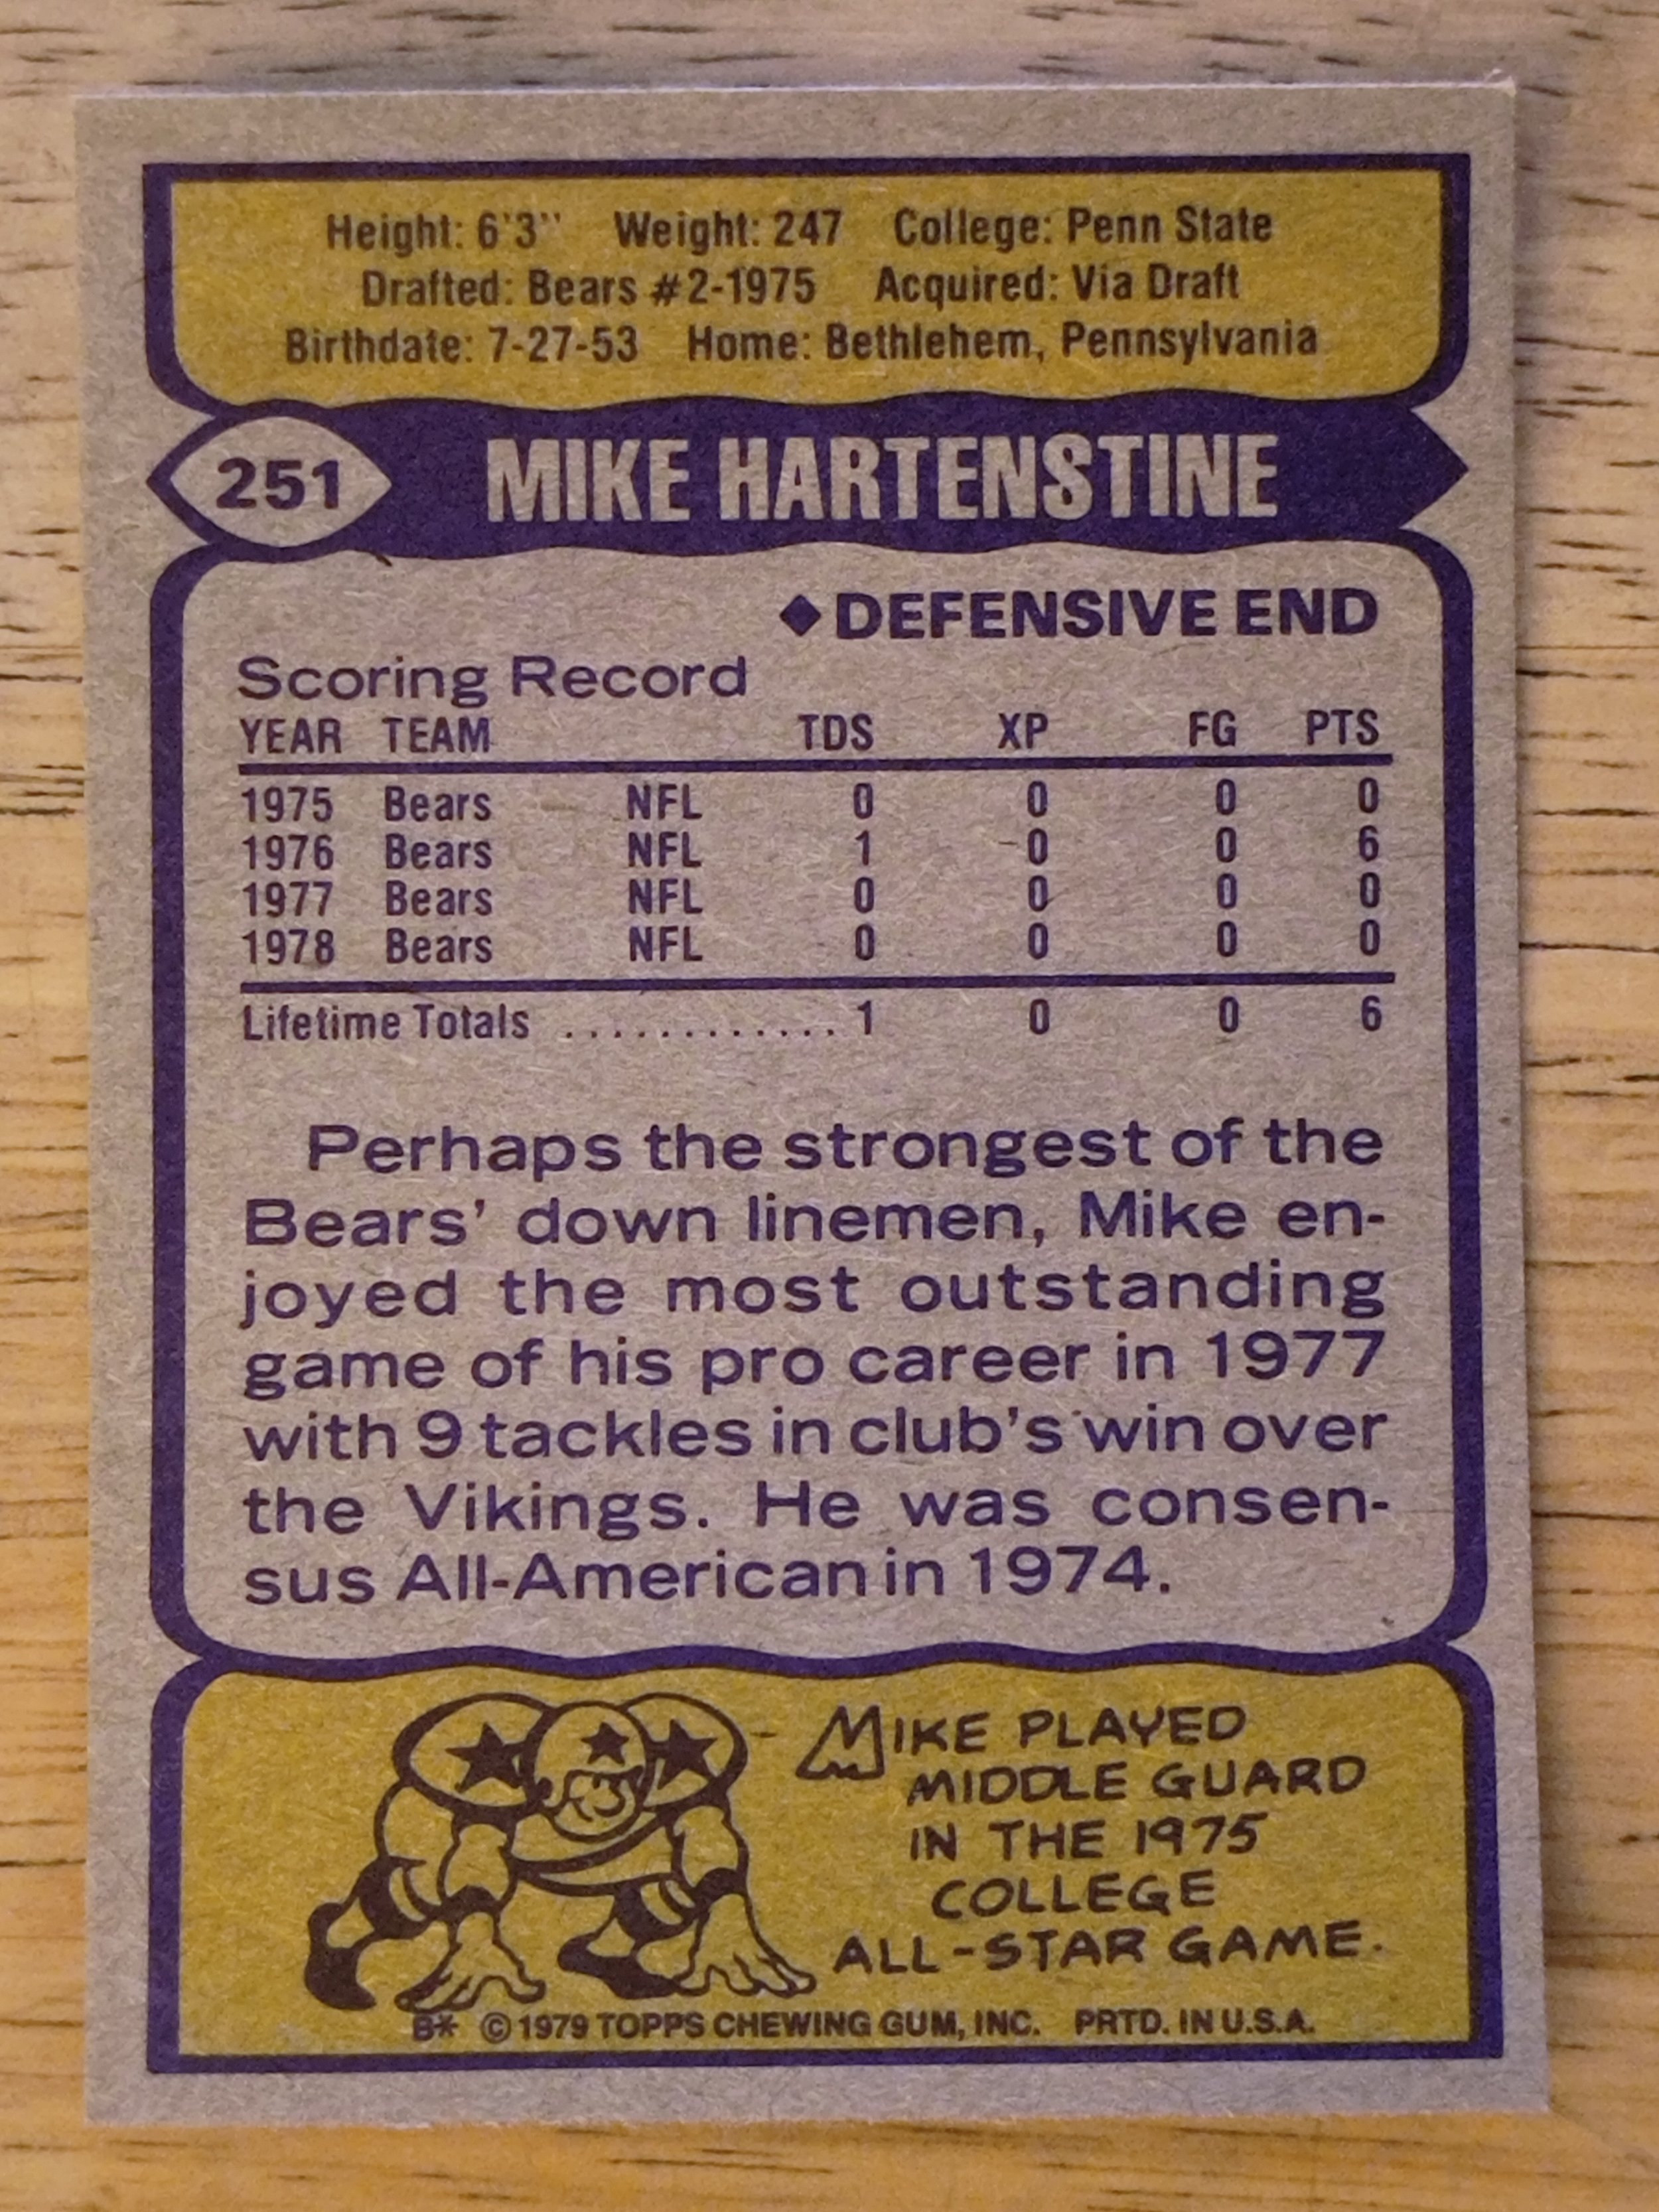 Height: 6'3" Weight: 247 College: Penn State
Drafted: Bears #2-1975 Acquired: Via Draft
Birthdate: 7-27-53 Home: Bethlehem, Pennsylvania
251 MIKE HARTENSTINE
◆DEFENSIVE END
Scoring Record
YEAR TEAM TDS XP FG PTS
1975 Bears NFL 0 0 0 0
1976 Bears NFL 1 0 0 6
1977 Bears NFL 0 0 0 0
1978 Bears NFL 0 0 0 0
Lifetime Totals ............ 1 0 0 6
Perhaps the strongest of the
Bears' down linemen, Mike en-
joyed the most outstanding
game of his pro career in 1977
with 9 tackles in club's win over
the Vikings. He was consen-
sus All-American in 1974.
MIKE PLAYED
MIDDLE GUARD
IN THE 1975
COLLEGE
ALL-STAR GAME.
B* © 1979 TOPPS CHEWING GUM, INC. PRTD. IN U.S.A.